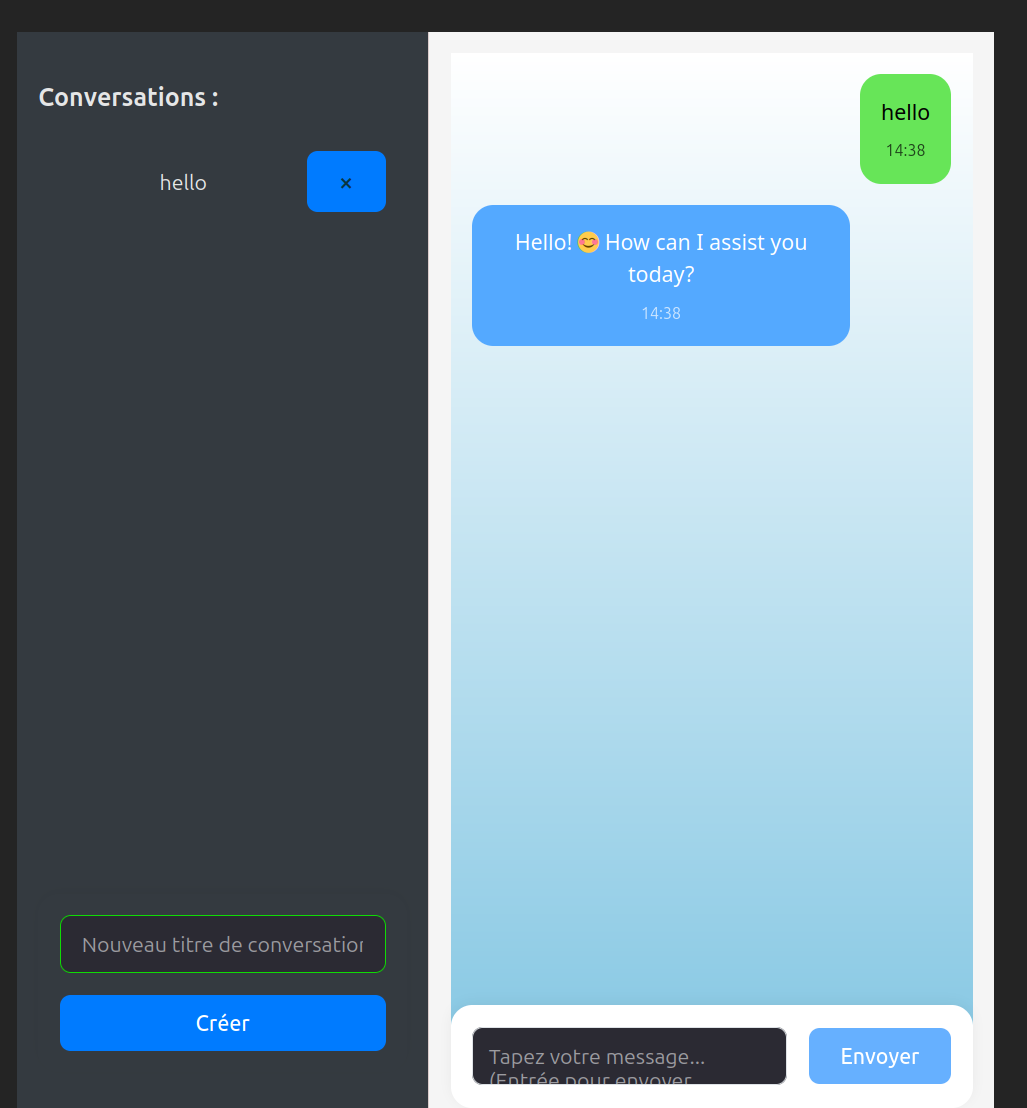 Conversations :
hello
×
Nouveau titre de conversation
Créer
hello
14:38
Hello! 😊 How can I assist you
today?
14:38
Tapez votre message...
(Entrée pour envoyer
Envoyer